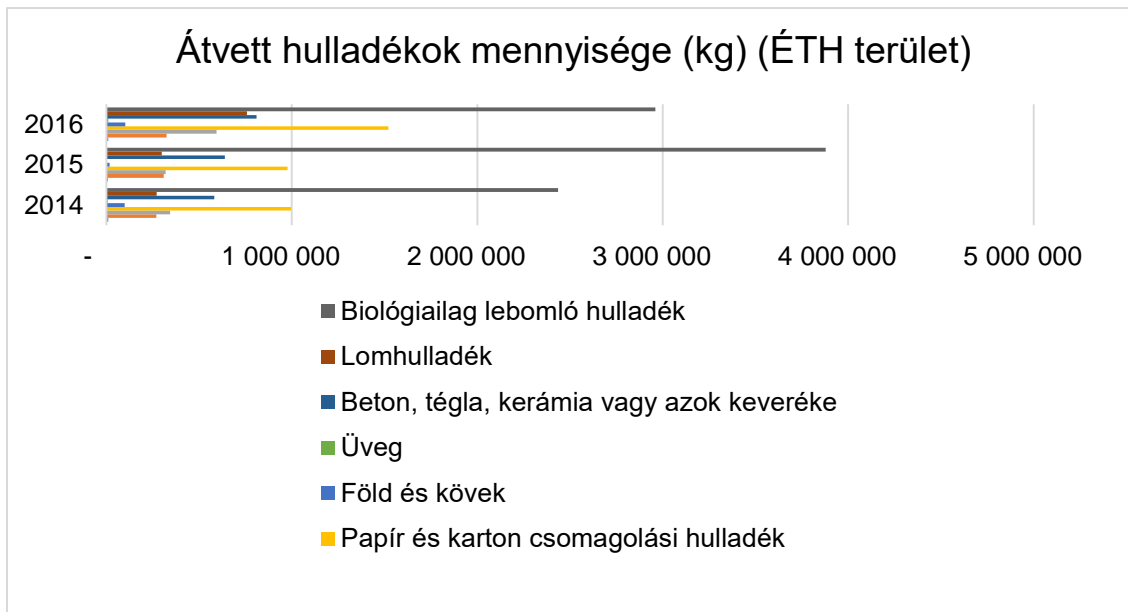 Átvett hulladékok mennyisége (kg) (ÉTH terület)
2016
2015
2014
- 1 000 000 2 000 000 3 000 000 4 000 000 5 000 000
Biológiailag lebomló hulladék
Lomhulladék
Beton, tégla, kerámia vagy azok keveréke
Üveg
Föld és kövek
Papír és karton csomagolási hulladék